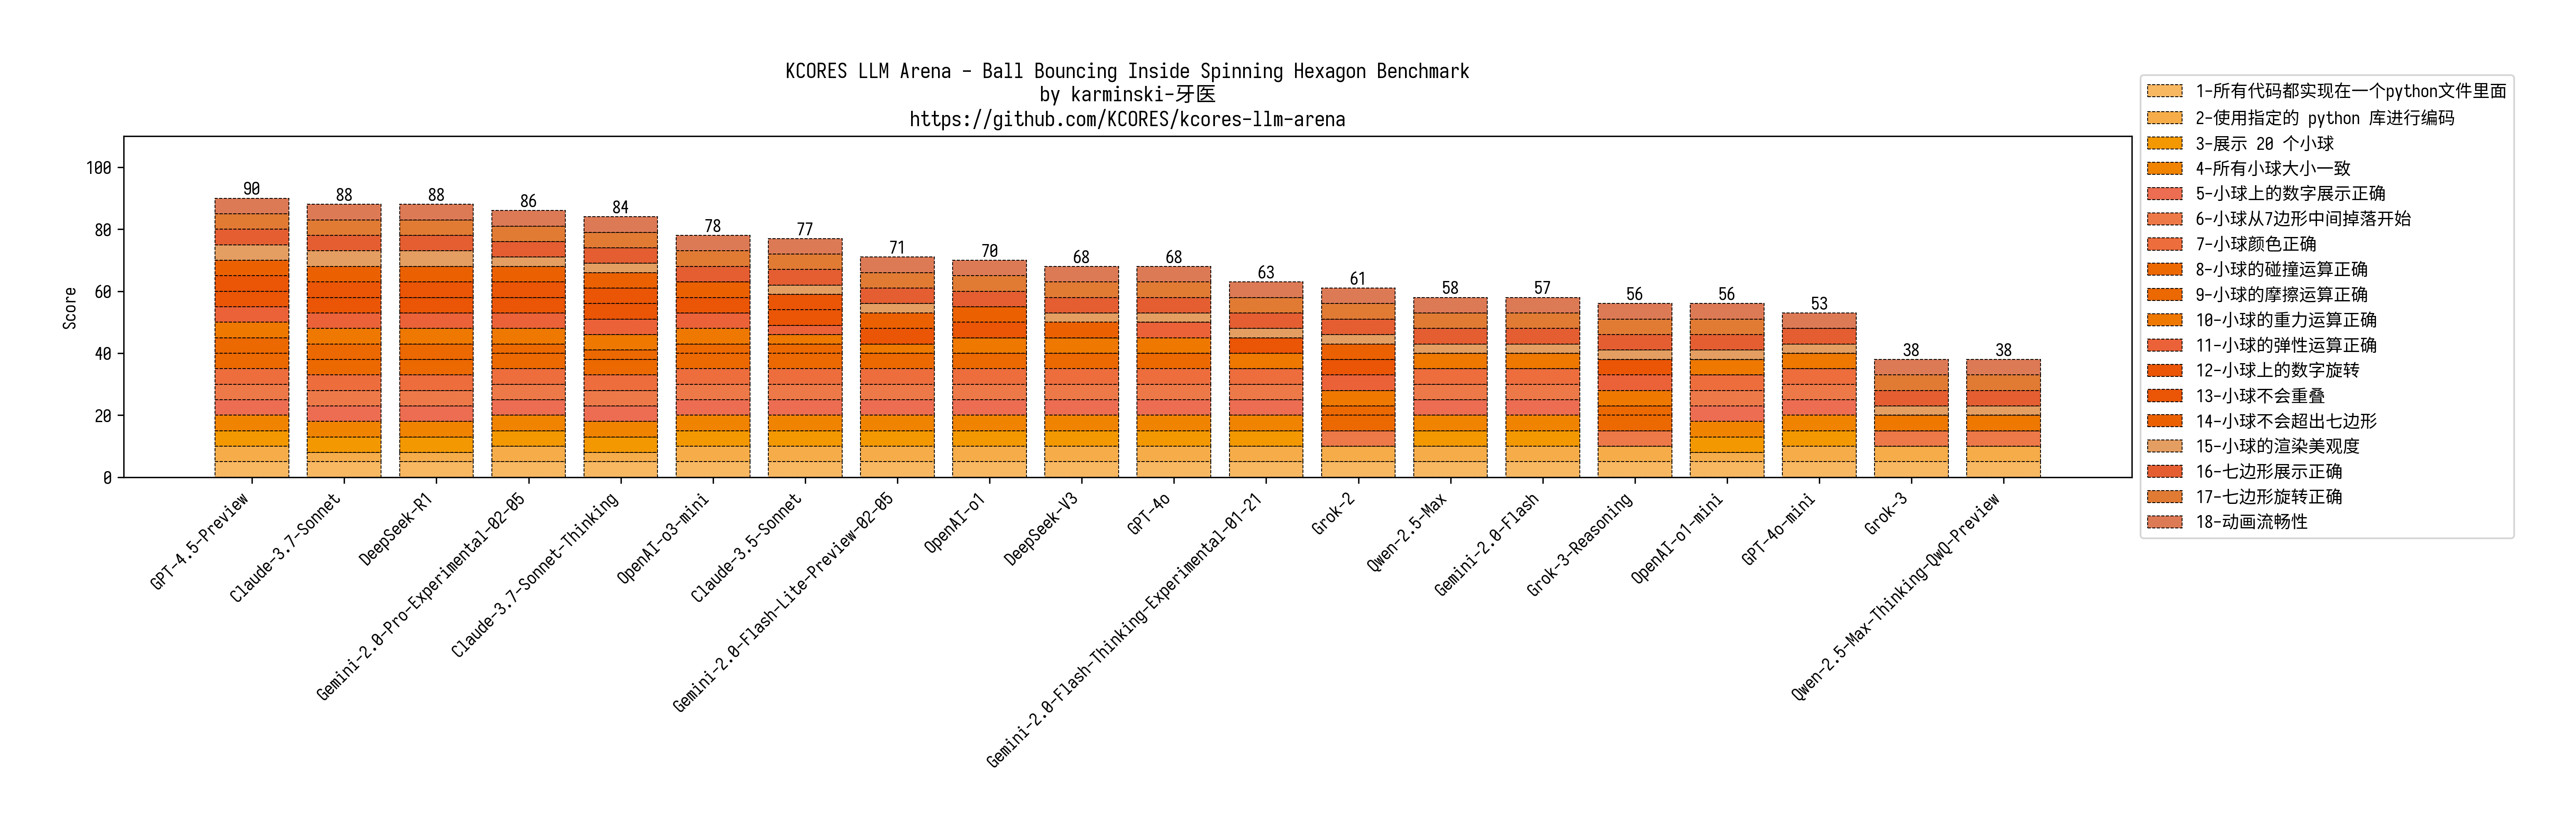 KCORES LLM Arena - Ball Bouncing Inside Spinning Hexagon Benchmark
by karminski-牙医
https://github.com/KCORES/kcores-llm-arena
Score
100
80
60
40
20
0
90
88
88
86
84
78
77
71
70
68
68
63
61
58
57
56
56
53
38
38
GPT-4.5-Preview
Claude-3.7-Sonnet
DeepSeek-R1
Gemini-2.0-Pro-Experimental-02-05
Claude-3.7-Sonnet-Thinking
OpenAI-o3-mini
Claude-3.5-Sonnet
Gemini-2.0-Flash-Lite-Preview-02-05
OpenAI-o1
DeepSeek-V3
GPT-4o
Gemini-2.0-Flash-Thinking-Experimental-01-21
Grok-2
Qwen-2.5-Max
Gemini-2.0-Flash
Grok-3-Reasoning
OpenAI-o1-mini
GPT-4o-mini
Grok-3
Qwen-2.5-Max-Thinking-QwQ-Preview
1-所有代码都实现在一个python文件里面
2-使用指定的 python 库进行编码
3-展示 20 个小球
4-所有小球大小一致
5-小球上的数字展示正确
6-小球从7边形中间掉落开始
7-小球颜色正确
8-小球的碰撞运算正确
9-小球的摩擦运算正确
10-小球的重力运算正确
11-小球的弹性运算正确
12-小球上的数字旋转
13-小球不会重叠
14-小球不会超出七边形
15-小球的渲染美观度
16-七边形展示正确
17-七边形旋转正确
18-动画流畅性